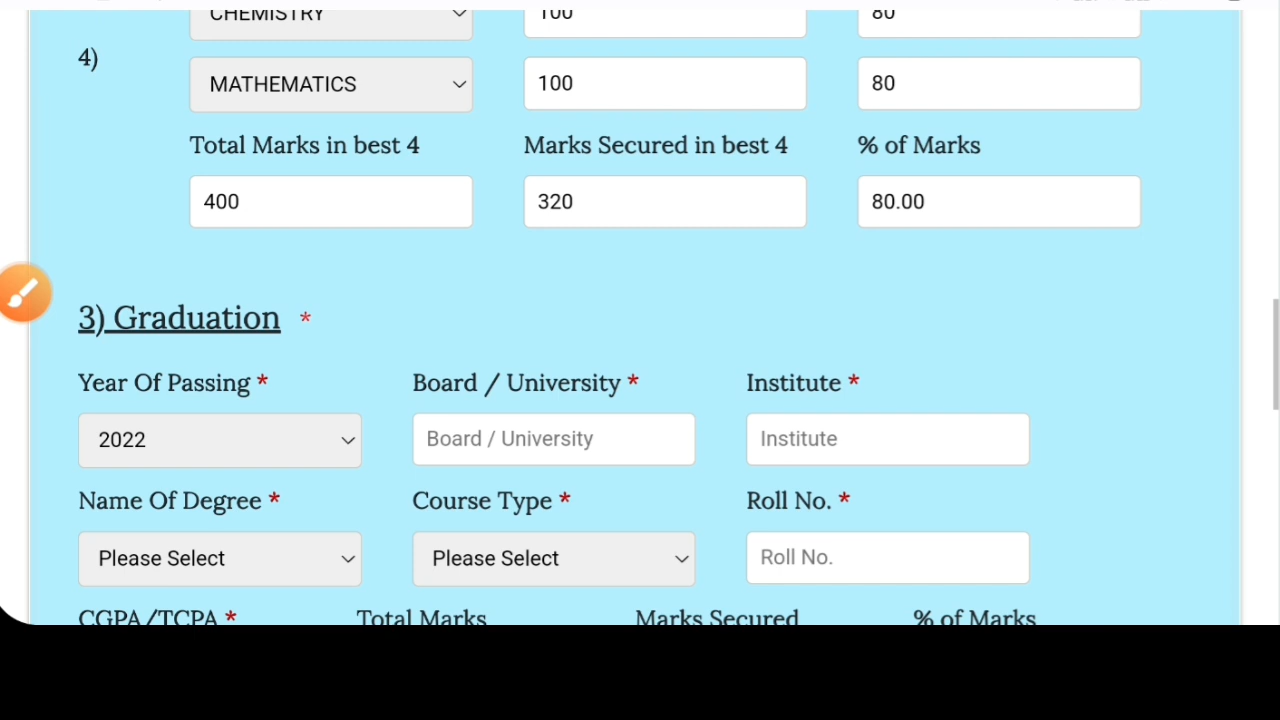 CHEMISTRY 100 80
4)
MATHEMATICS 100 80
Total Marks in best 4 Marks Secured in best 4 % of Marks
400 320 80.00
3) Graduation *
Year Of Passing * Board / University * Institute *
2022 Board / University Institute
Name Of Degree * Course Type * Roll No. *
Please Select Please Select Roll No.
CGPA/TCPA * Total Marks Marks Secured % of Marks